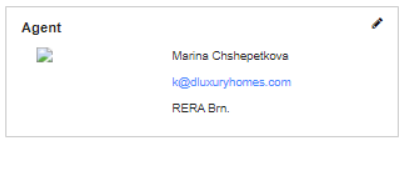 Agent
Marina Chshepetkova
k@dluxuryhomes.com
RERA Brn.